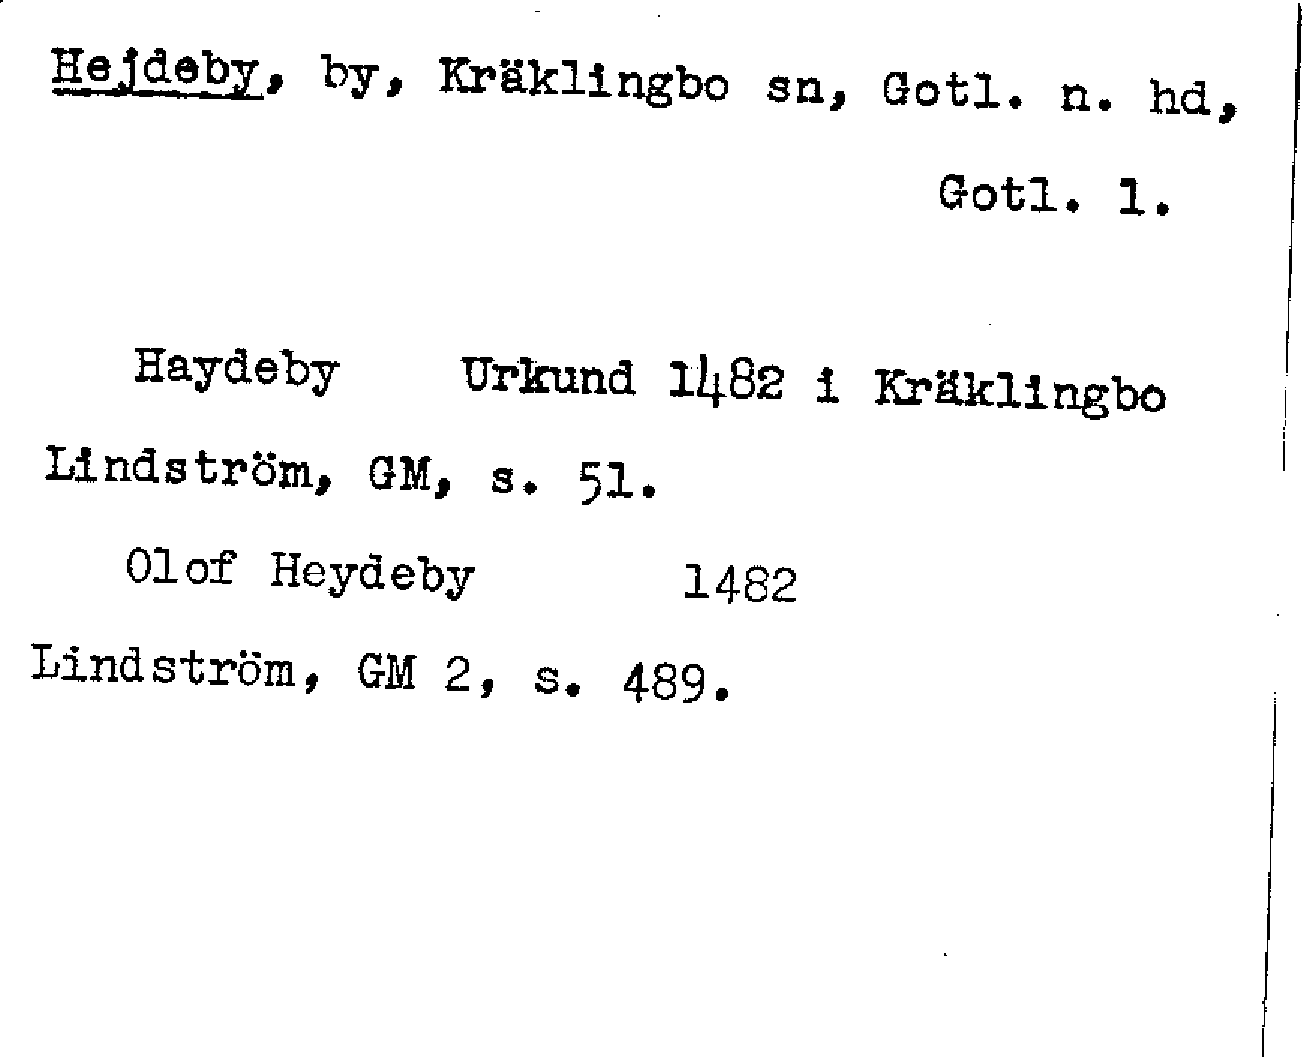 Hejdeby, by, Kräklingbo sn, Gotl. n. hd,
Gotl. l.
Haydeby Urkund 1482 i Kräklingbo
Lindström, GM, s. 51.
Olof Heydeby 1482
Lindström, GM 2, s. 489.